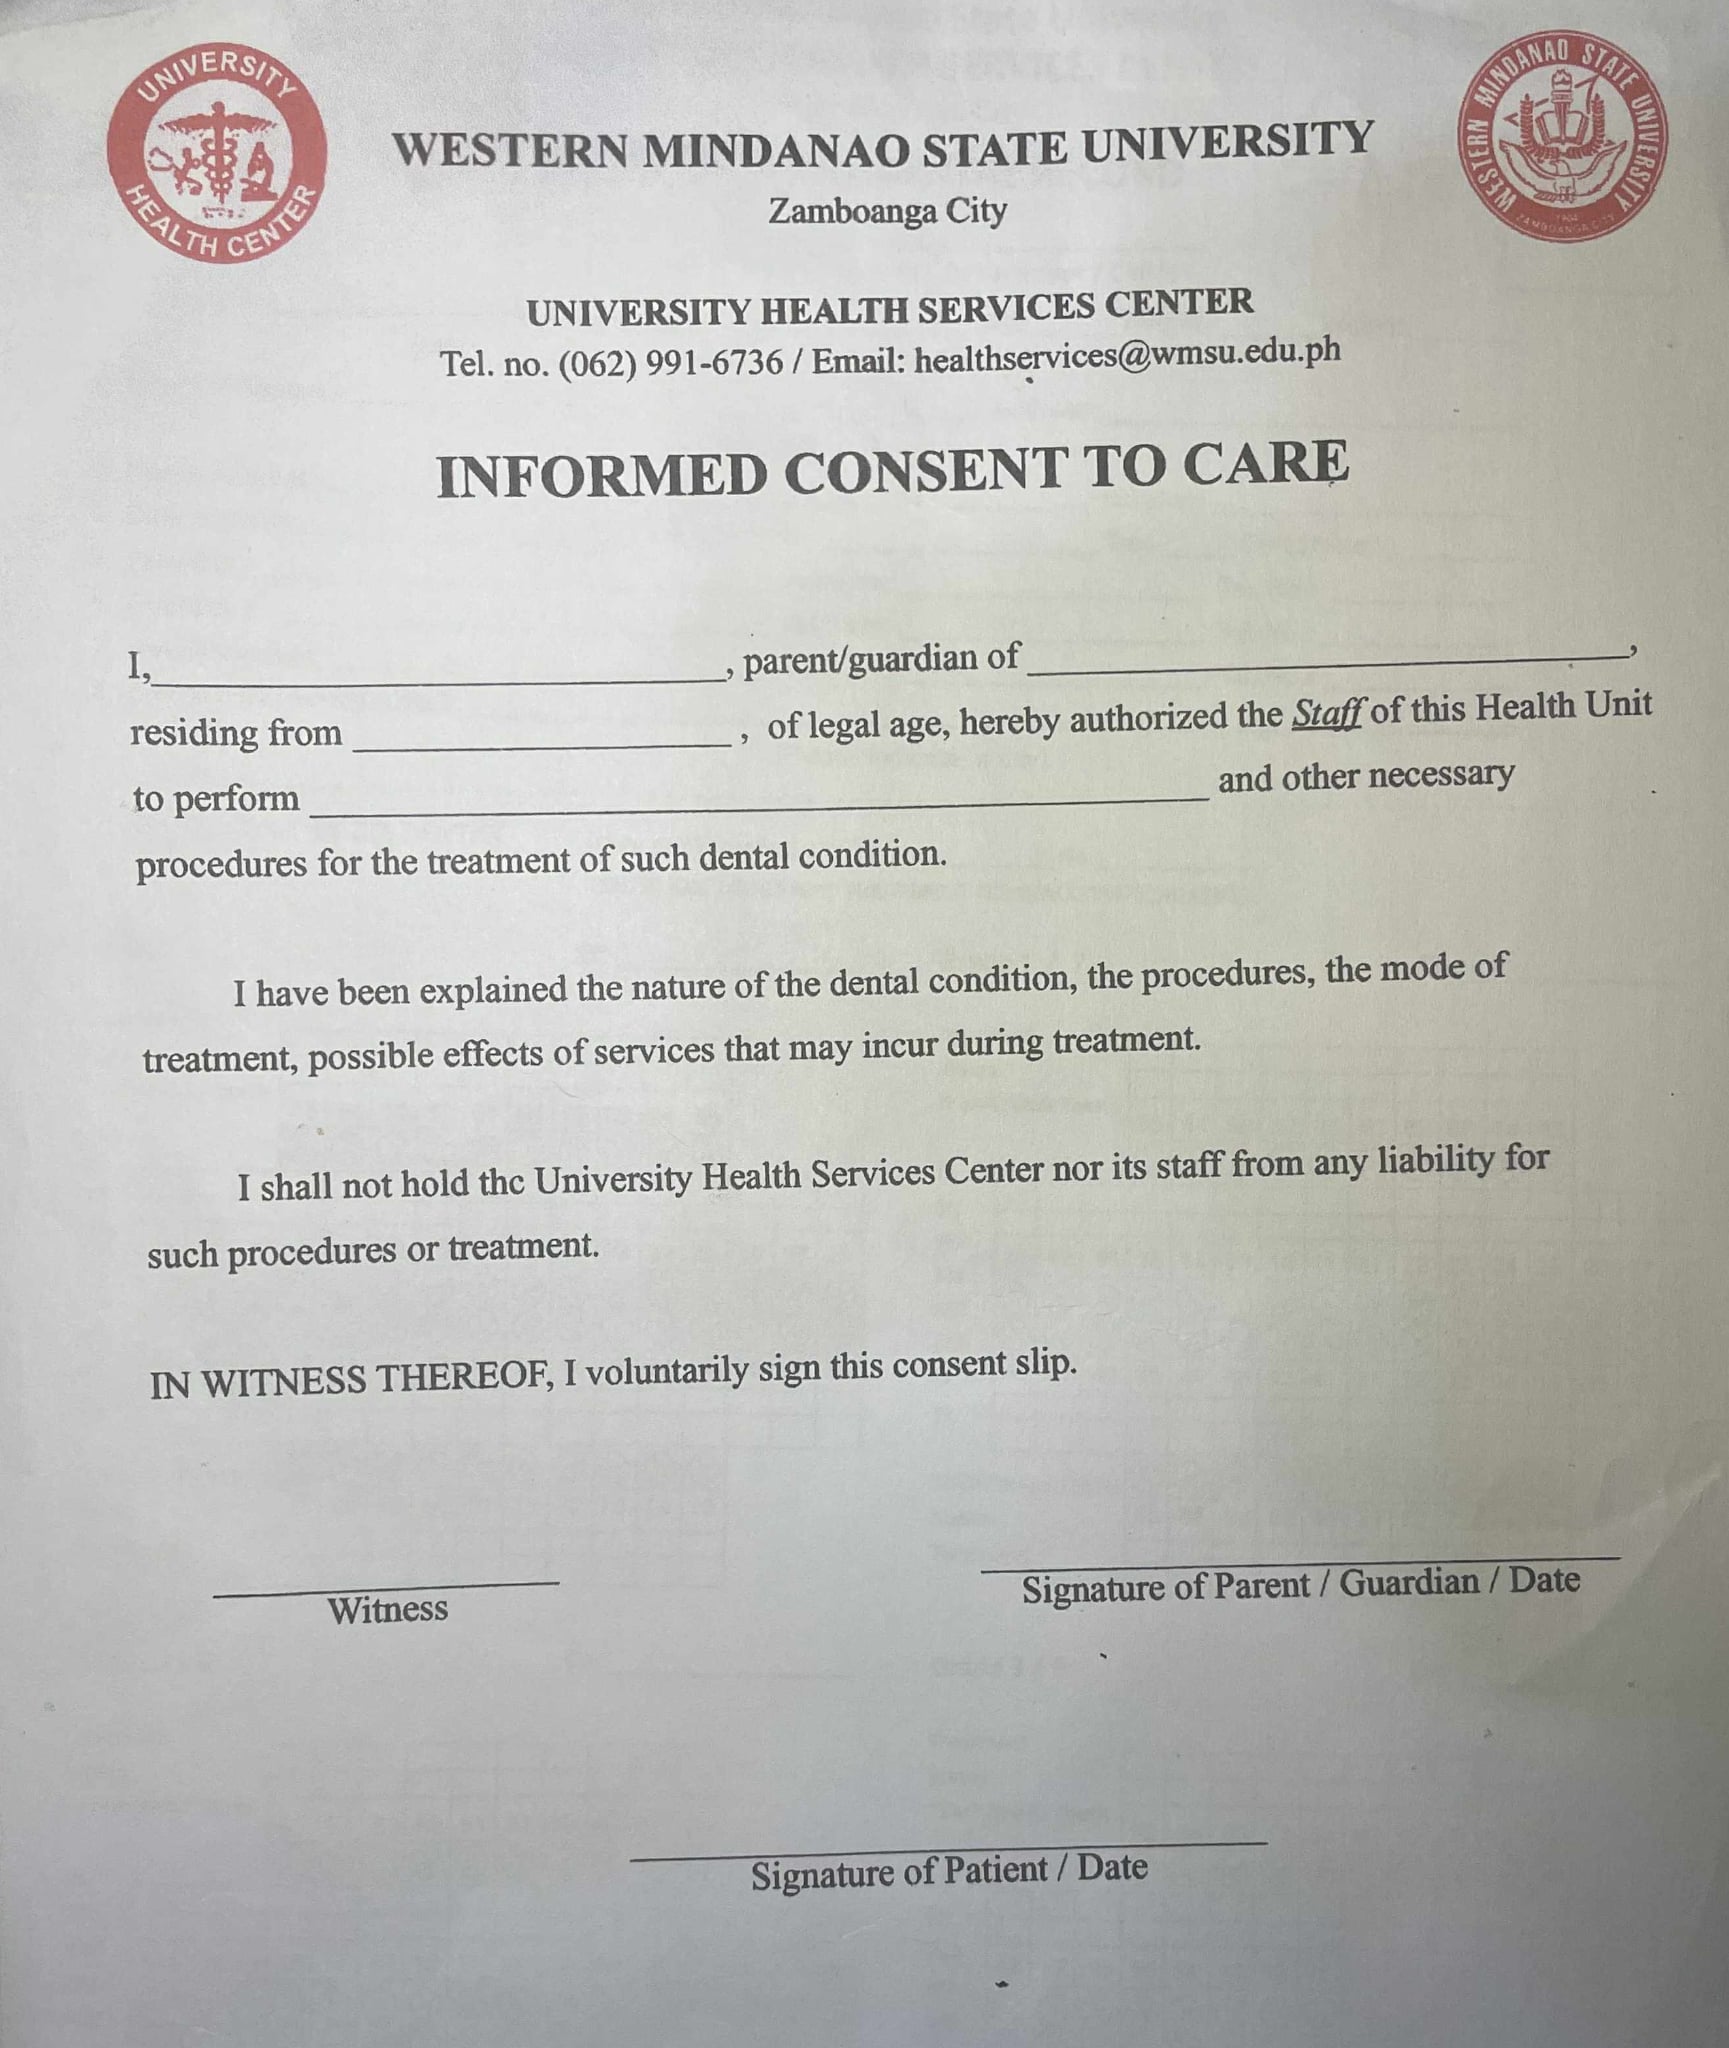 UNIVERSITY
HEALTH CENTER
WESTERN MINDANAO STATE UNIVERSITY
1904
ZAMBOANGA CITY
WESTERN MINDANAO STATE UNIVERSITY
Zamboanga City
UNIVERSITY HEALTH SERVICES CENTER
Tel. no. (062) 991-6736 / Email: healthservices@wmsu.edu.ph
INFORMED CONSENT TO CARE
I,____________________, parent/guardian of ____________________,
residing from ____________________, of legal age, hereby authorized the Staff of this Health Unit
to perform ____________________ and other necessary
procedures for the treatment of such dental condition.
I have been explained the nature of the dental condition, the procedures, the mode of
treatment, possible effects of services that may incur during treatment.
I shall not hold the University Health Services Center nor its staff from any liability for
such procedures or treatment.
IN WITNESS THEREOF, I voluntarily sign this consent slip.
Witness
Signature of Parent / Guardian / Date
Signature of Patient / Date